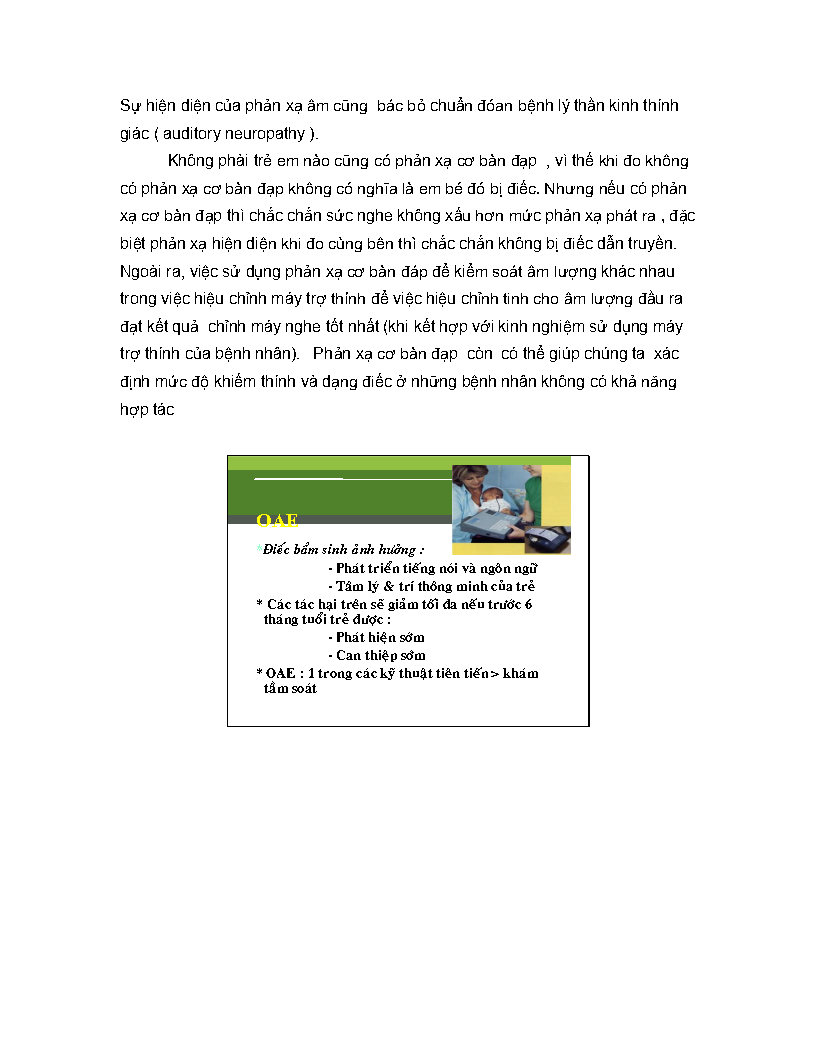 Sự hiện diện của phản xạ âm cũng bác bỏ chuẩn đóan bệnh lý thần kinh thính
giác ( auditory neuropathy ).
Không phải trẻ em nào cũng có phản xạ cơ bàn đạp , vì thế khi đo không
có phản xạ cơ bàn đạp không có nghĩa là em bé đó bị điếc. Nhưng nếu có phản
xạ cơ bàn đạp thì chắc chắn sức nghe không xấu hơn mức phản xạ phát ra , đặc
biệt phản xạ hiện diện khi đo cùng bên thì chắc chắn không bị điếc dẫn truyền.
Ngoài ra, việc sử dụng phản xạ cơ bàn đáp để kiểm soát âm lượng khác nhau
trong việc hiệu chỉnh máy trợ thính để việc hiệu chỉnh tinh cho âm lượng đầu ra
đạt kết quả chỉnh máy nghe tốt nhất (khi kết hợp với kinh nghiệm sử dụng máy
trợ thính của bệnh nhân). Phản xạ cơ bàn đạp còn có thể giúp chúng ta xác
định mức độ khiếm thính và dạng điếc ở những bệnh nhân không có khả năng
hợp tác
OAE
*Điếc bẩm sinh ảnh hưởng :
- Phát triển tiếng nói và ngôn ngữ
- Tâm lý & trí thông minh của trẻ
* Các tác hại trên sẽ giảm tối đa nếu trước 6
tháng tuổi trẻ được :
- Phát hiện sớm
- Can thiệp sớm
* OAE : 1 trong các kỹ thuật tiên tiến> khám
tầm soát